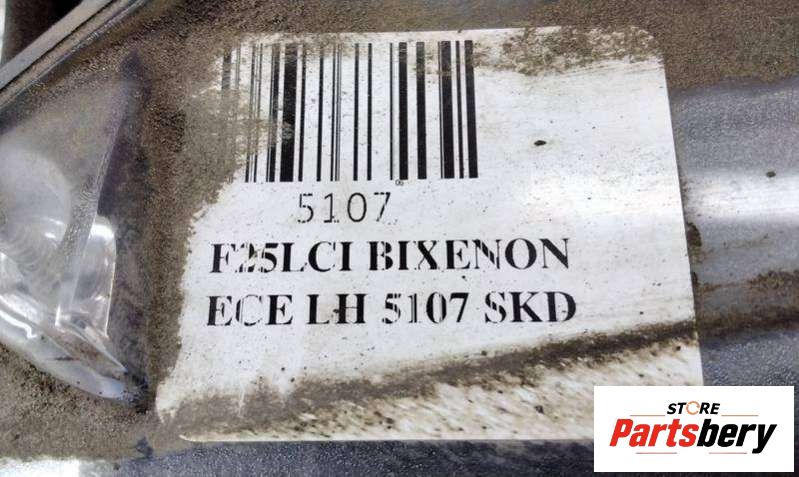 5107
F25LCI BIXENON
ECE LH 5107 SKD
STORE
Partsbery